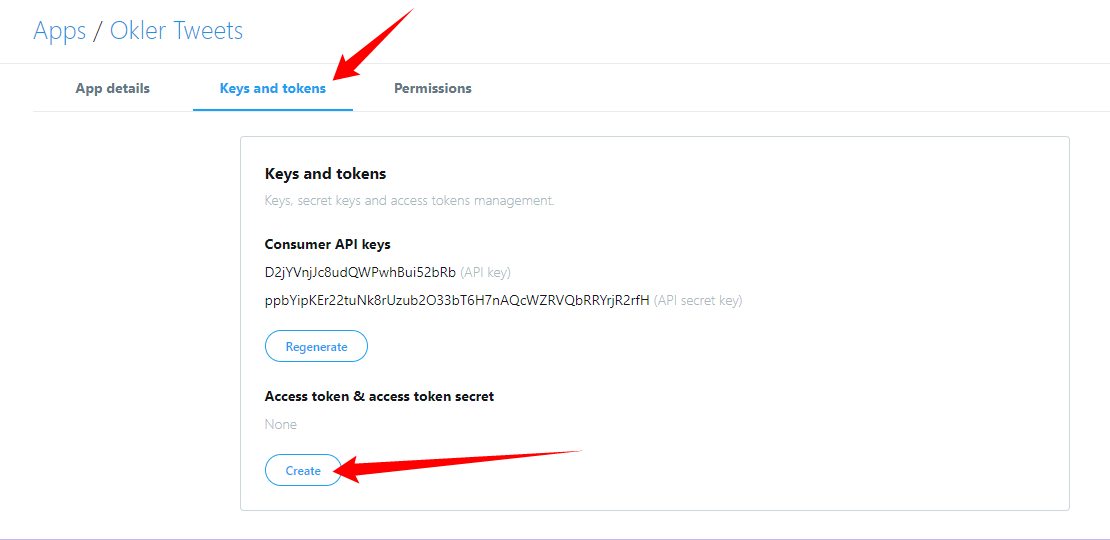 Apps / Okler Tweets
App details Keys and tokens Permissions
Keys and tokens
Keys, secret keys and access tokens management.
Consumer API keys
D2jYVnjJc8udQWPwhBui52bRb (API key)
ppbYipKEr22tuNk8rUzub2O33bT6H7nAQcWZRVQbRRYrjR2rfH (API secret key)
Regenerate
Access token & access token secret
None
Create